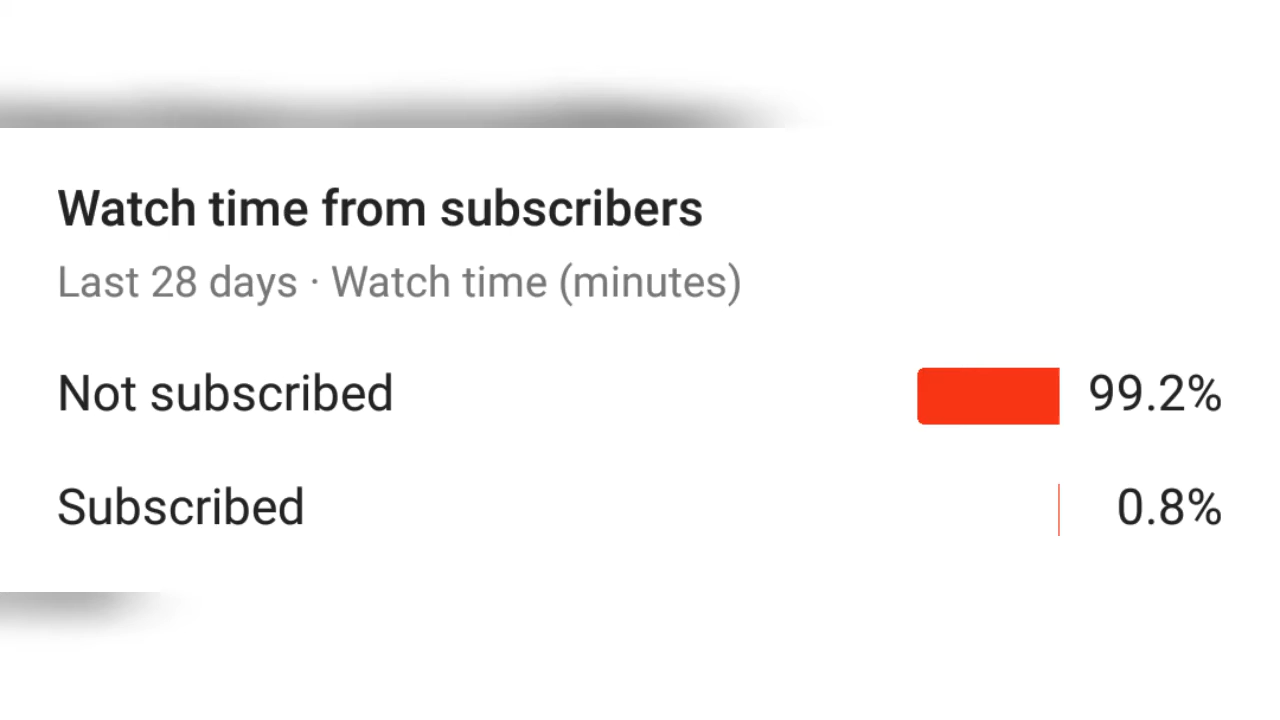 Watch time from subscribers
Last 28 days · Watch time (minutes)
Not subscribed 99.2%
Subscribed 0.8%